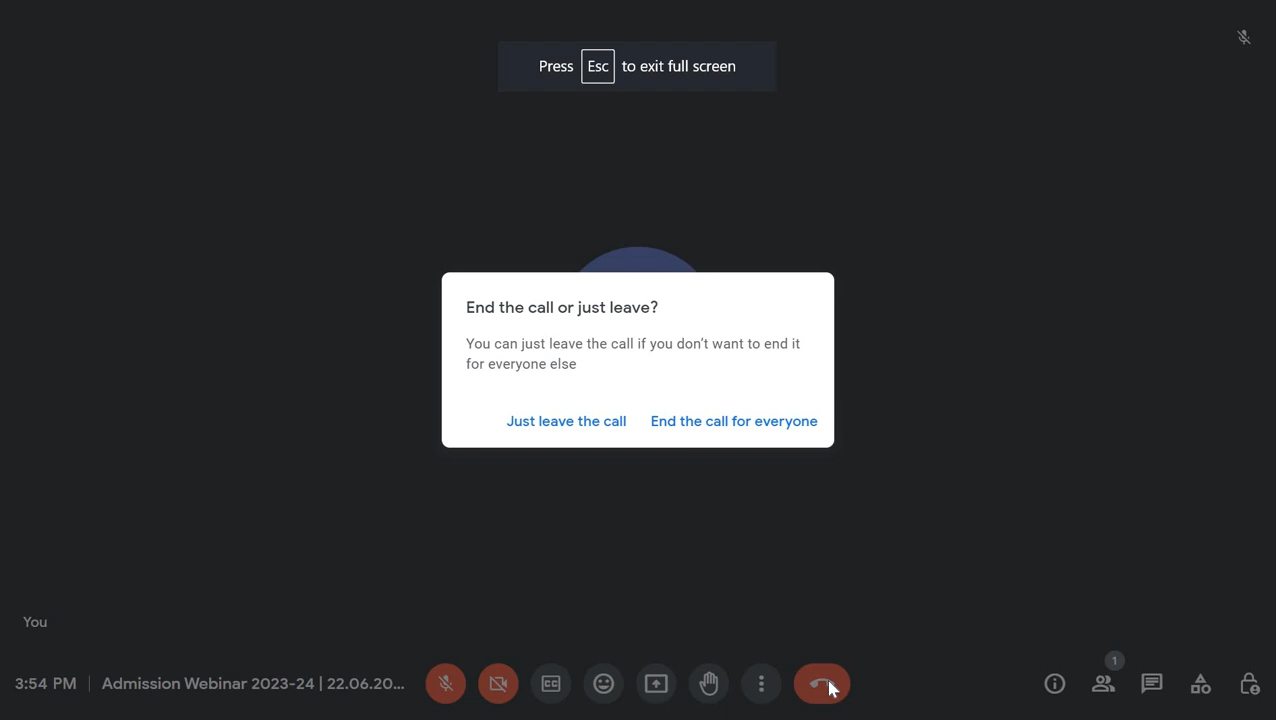 Press Esc to exit full screen
End the call or just leave?
You can just leave the call if you don't want to end it
for everyone else
Just leave the call End the call for everyone
You
1
3:54 PM | Admission Webinar 2023-24 | 22.06.20...
CC